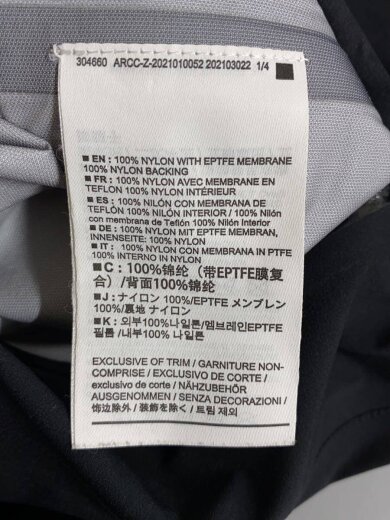 304660 ARCC-Z-2021010052 202103022 1/4
■ EN : 100% NYLON WITH EPTFE MEMBRANE
100% NYLON BACKING
■ FR : 100% NYLON AVEC MEMBRANE EN
TEFLON 100% NYLON INTÉRIEUR
■ ES : 100% NILÓN CON MEMBRANA DE
TEFLÓN 100% NILÓN INTERIOR / 100% Nilón
con membrana de Teflón 100% Nilón Interior
■ DE : 100% NYLON MIT EPTFE MEMBRAN,
INNENSEITE: 100% NYLON
■ IT : 100% NYLON CON MEMBRANA IN PTFE
100% INTERNO IN NYLON
■ C : 100%锦纶（带EPTFE膜复
合）/背面100%锦纶
■ J : ナイロン 100%/EPTFE メンブレン
100%/裏地 ナイロン
■ K : 외부100%나일론/멤브레인EPTFE
필름 /내부100% 나일론
EXCLUSIVE OF TRIM / GARNITURE NON-
COMPRISE / EXCLUSIVO DE CORTE /
exclusivo de corte / NÄHZUBEHÖR
AUSGENOMMEN / SENZA DECORAZIONI /
饰边除外 / 装飾を除く / 트림 제외